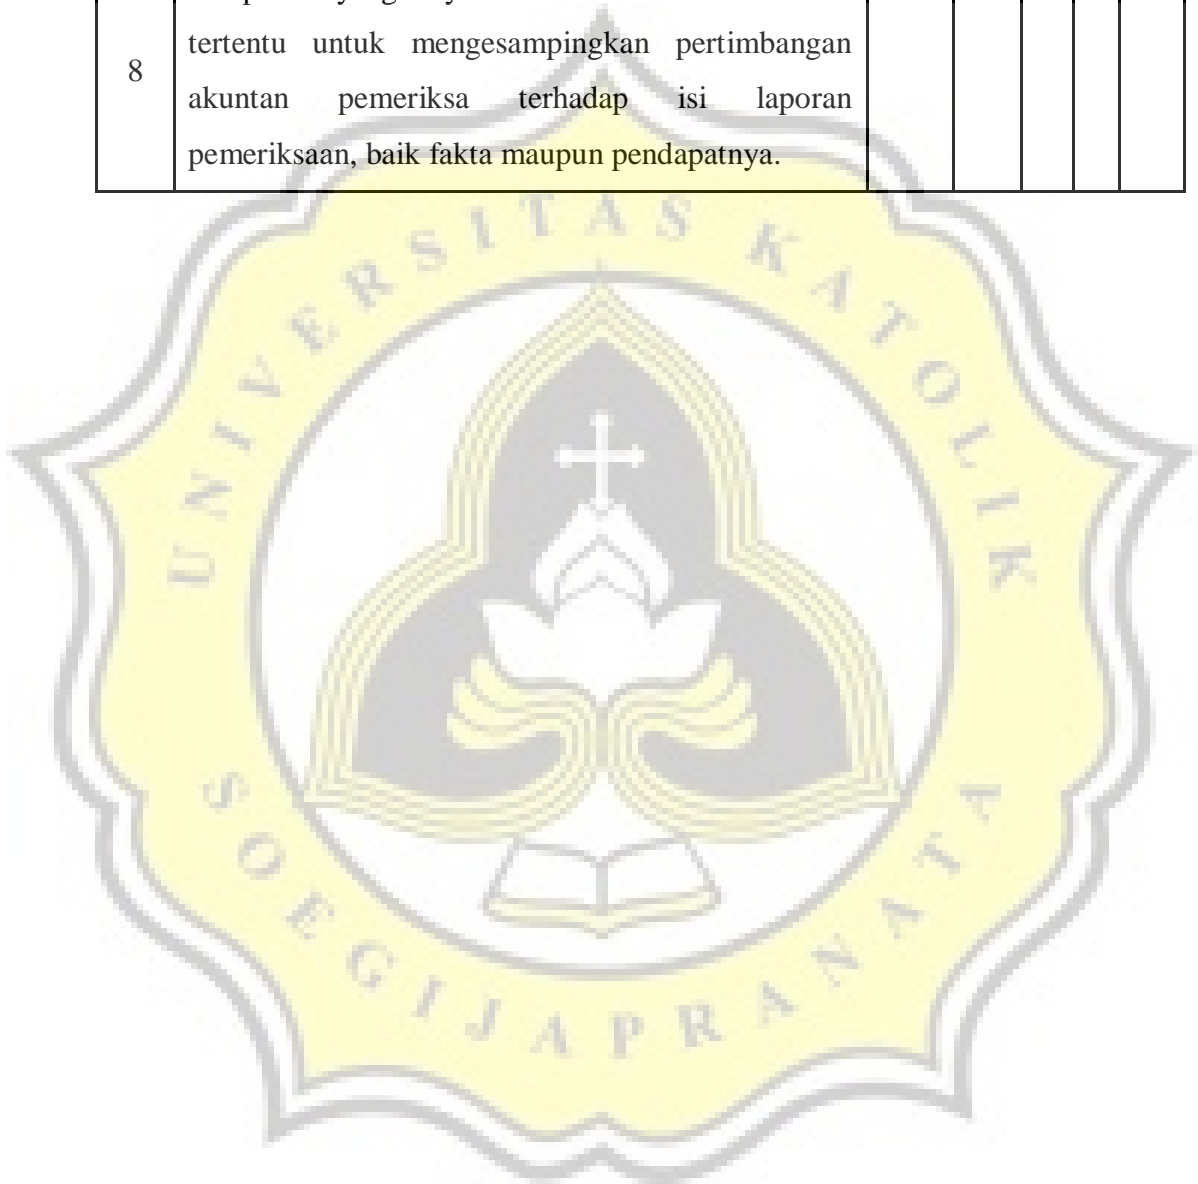 8
tertentu untuk mengesampingkan pertimbangan
akuntan pemeriksa terhadap isi laporan
pemeriksaan, baik fakta maupun pendapatnya.
UNIVERSITAS KATOLIK
SOEGIJAPRANATA